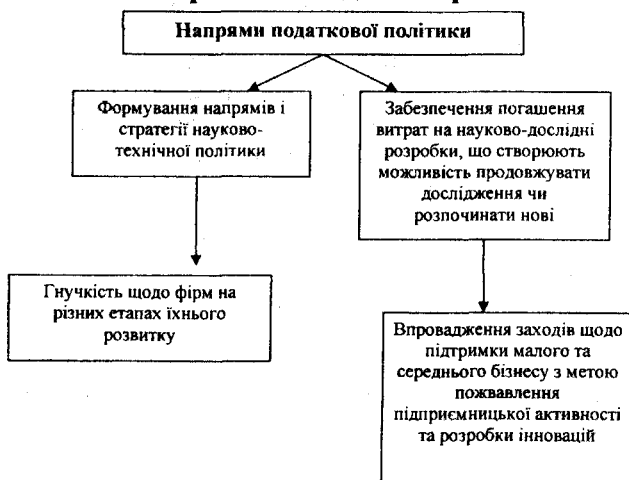 Напрями податкової політики
Формування напрямів і
стратегії науково-
технічної політики
Забезпечення погашення
витрат на науково-дослідні
розробки, що створюють
можливість продовжувати
дослідження чи
розпочинати нові
Гнучкість щодо фірм на
різних етапах їхнього
розвитку
Впровадження заходів щодо
підтримки малого та
середнього бізнесу з метою
пожвавлення
підприємницької активності
та розробки інновацій